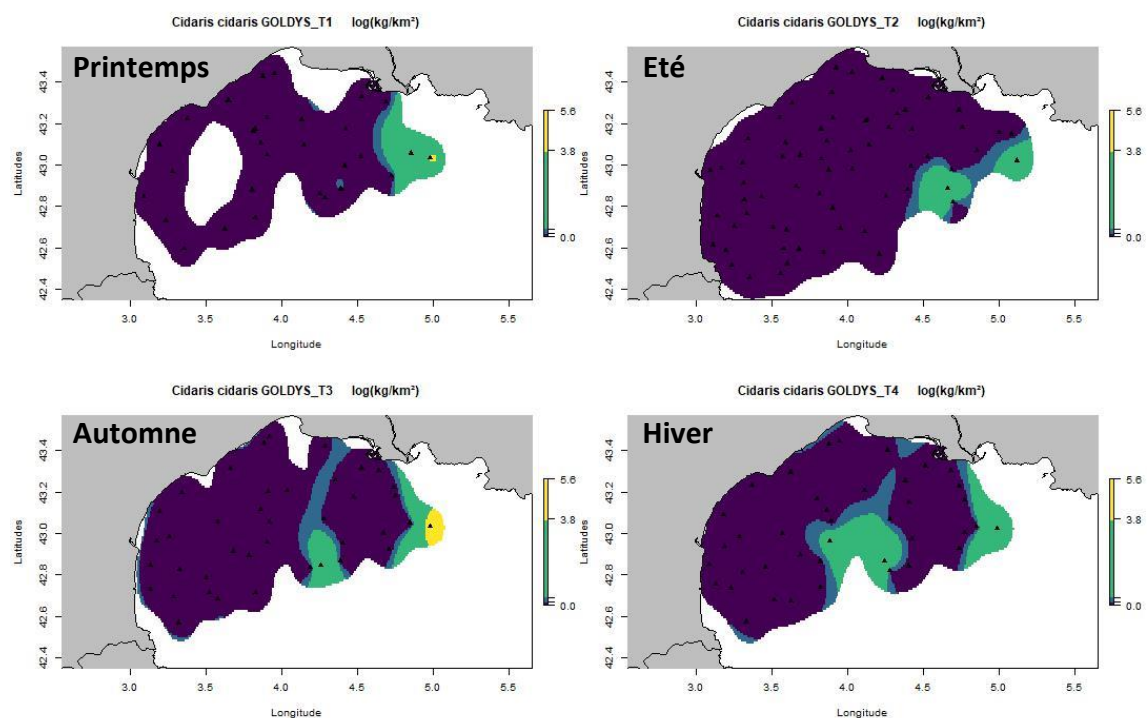 Cidaris cidaris GOLDYS_T1 log(kg/km²)
Printemps
43.4
43.2
43.0
42.8
42.6
42.4
Latitudes
3.0 3.5 4.0 4.5 5.0 5.5
Longitude
5.6
3.8
0.0
Cidaris cidaris GOLDYS_T2 log(kg/km²)
Eté
43.4
43.2
43.0
42.8
42.6
42.4
Latitudes
3.0 3.5 4.0 4.5 5.0 5.5
Longitude
5.6
3.8
0.0
Cidaris cidaris GOLDYS_T3 log(kg/km²)
Automne
43.4
43.2
43.0
42.8
42.6
42.4
Latitudes
3.0 3.5 4.0 4.5 5.0 5.5
Longitude
5.6
3.8
0.0
Cidaris cidaris GOLDYS_T4 log(kg/km²)
Hiver
43.4
43.2
43.0
42.8
42.6
42.4
Latitudes
3.0 3.5 4.0 4.5 5.0 5.5
Longitude
5.6
3.8
0.0